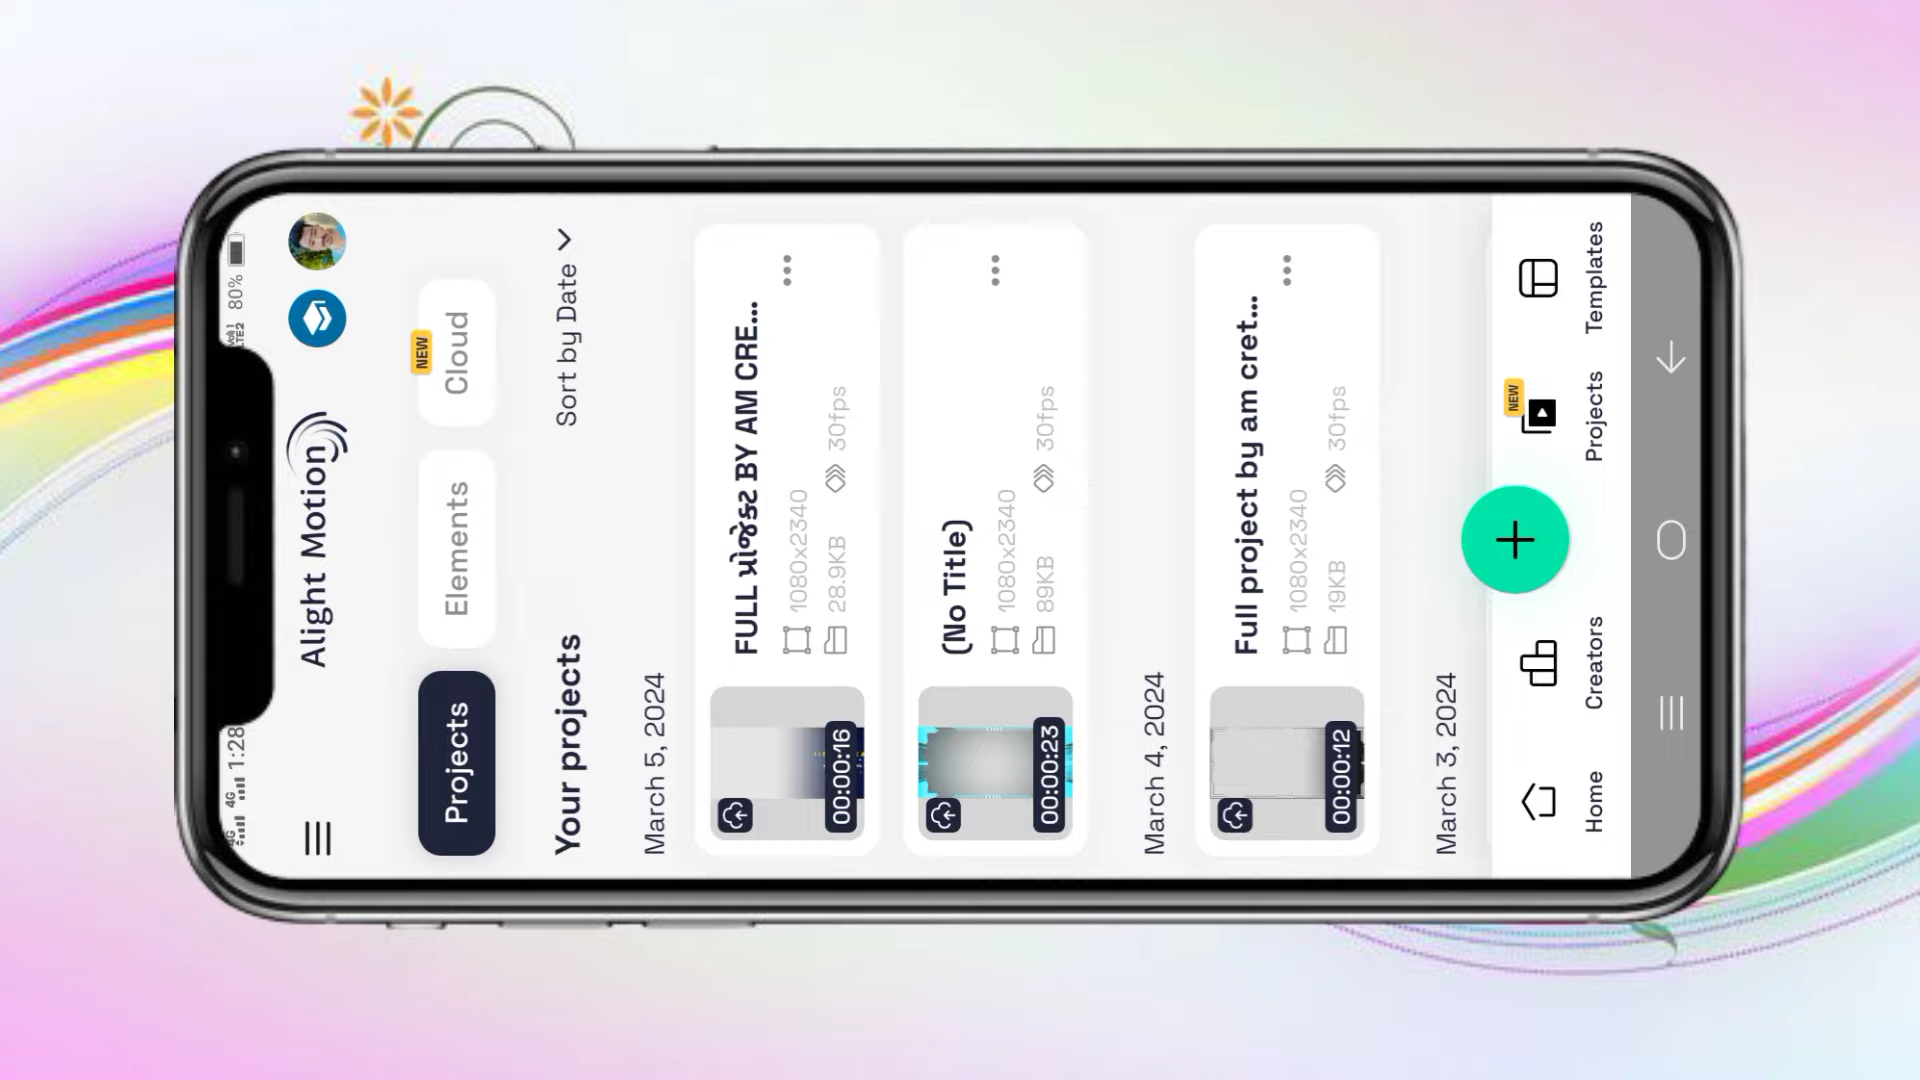 4G 4G 1:28
80%
Alight Motion
Projects
Elements
Cloud
NEW
Your projects
Sort by Date
March 5, 2024
FULL પ્રોજેક્ટ BY AM CRE...
1080x2340
28.9KB
30fps
00:00:16
(No Title)
1080x2340
89KB
30fps
00:00:23
March 4, 2024
Full project by am cret...
1080x2340
19KB
30fps
00:00:12
March 3, 2024
Home
Creators
NEW
Projects
Templates